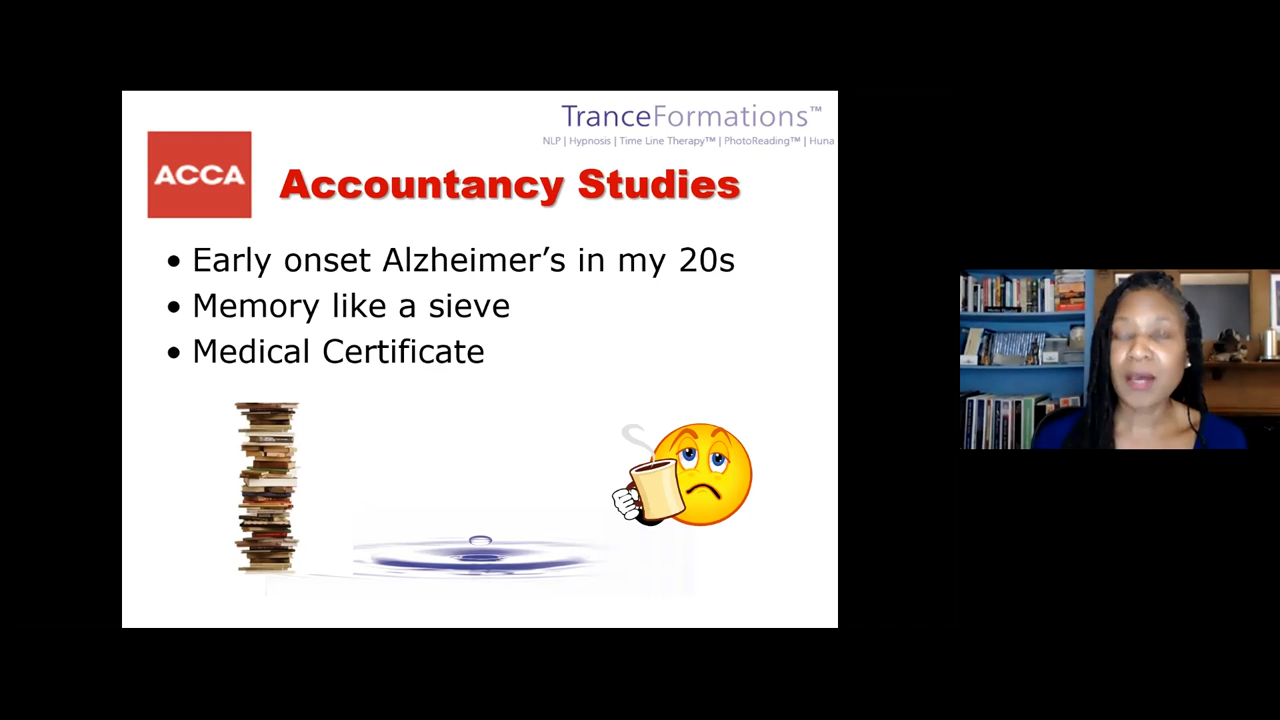 TranceFormations™
NLP | Hypnosis | Time Line Therapy™ | PhotoReading™ | Huna
ACCA
Accountancy Studies
• Early onset Alzheimer’s in my 20s
• Memory like a sieve
• Medical Certificate